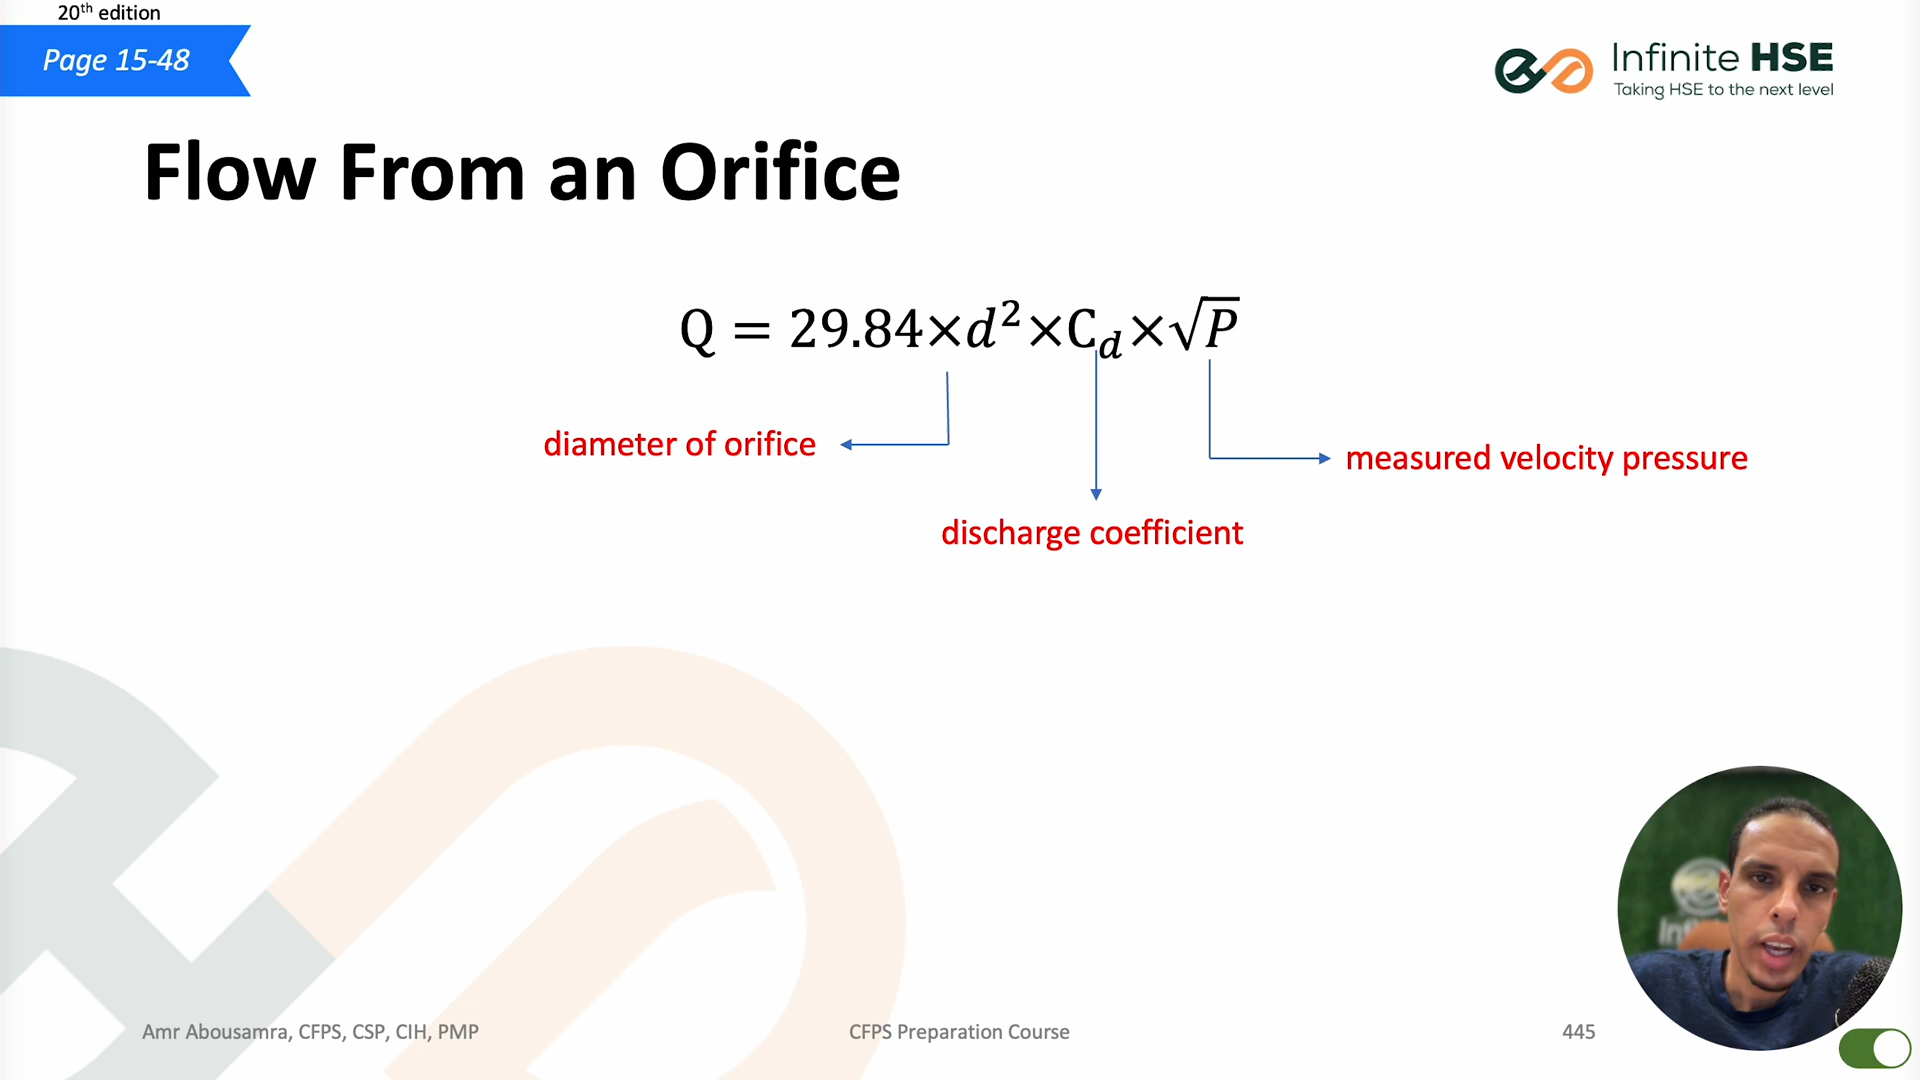 20th edition
Page 15-48
Infinite HSE
Taking HSE to the next level
Flow From an Orifice
Q = 29.84×d²×C_d×√P
diameter of orifice
measured velocity pressure
discharge coefficient
Amr Abousamra, CFPS, CSP, CIH, PMP
CFPS Preparation Course
445